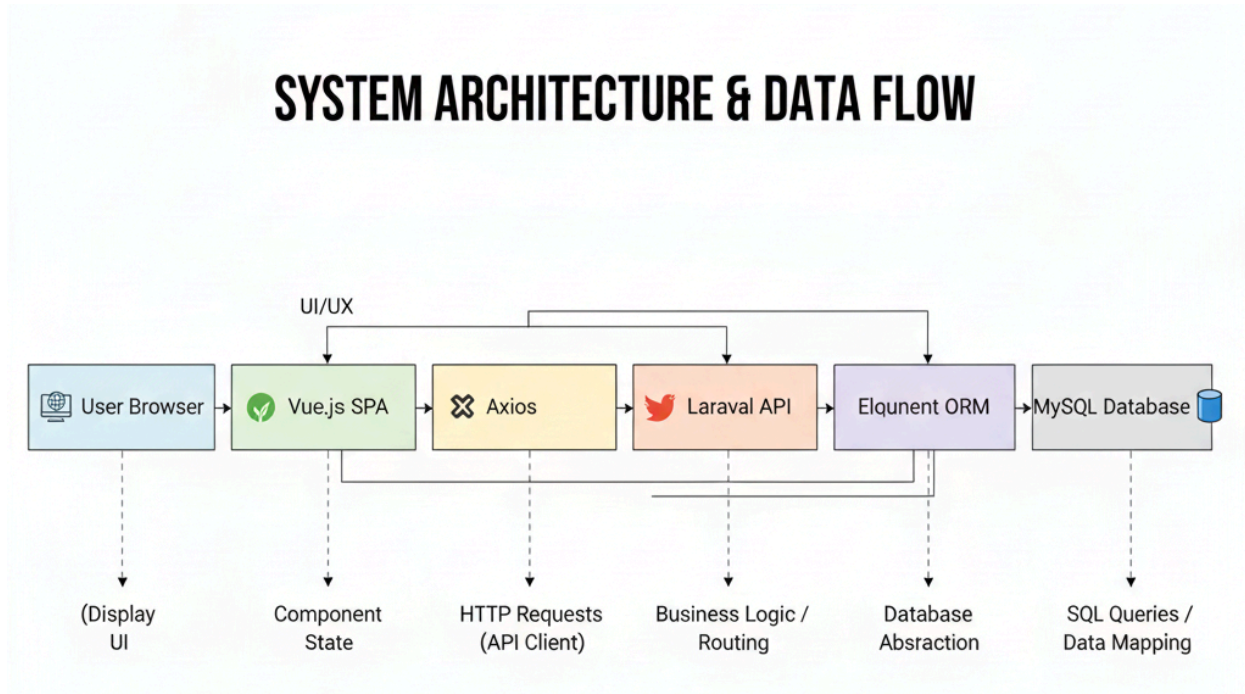 SYSTEM ARCHITECTURE & DATA FLOW
UI/UX
User Browser
Vue.js SPA
Axios
Laraval API
Elqunent ORM
MySQL Database
(Display
UI
Component
State
HTTP Requests
(API Client)
Business Logic /
Routing
Database
Absraction
SQL Queries /
Data Mapping